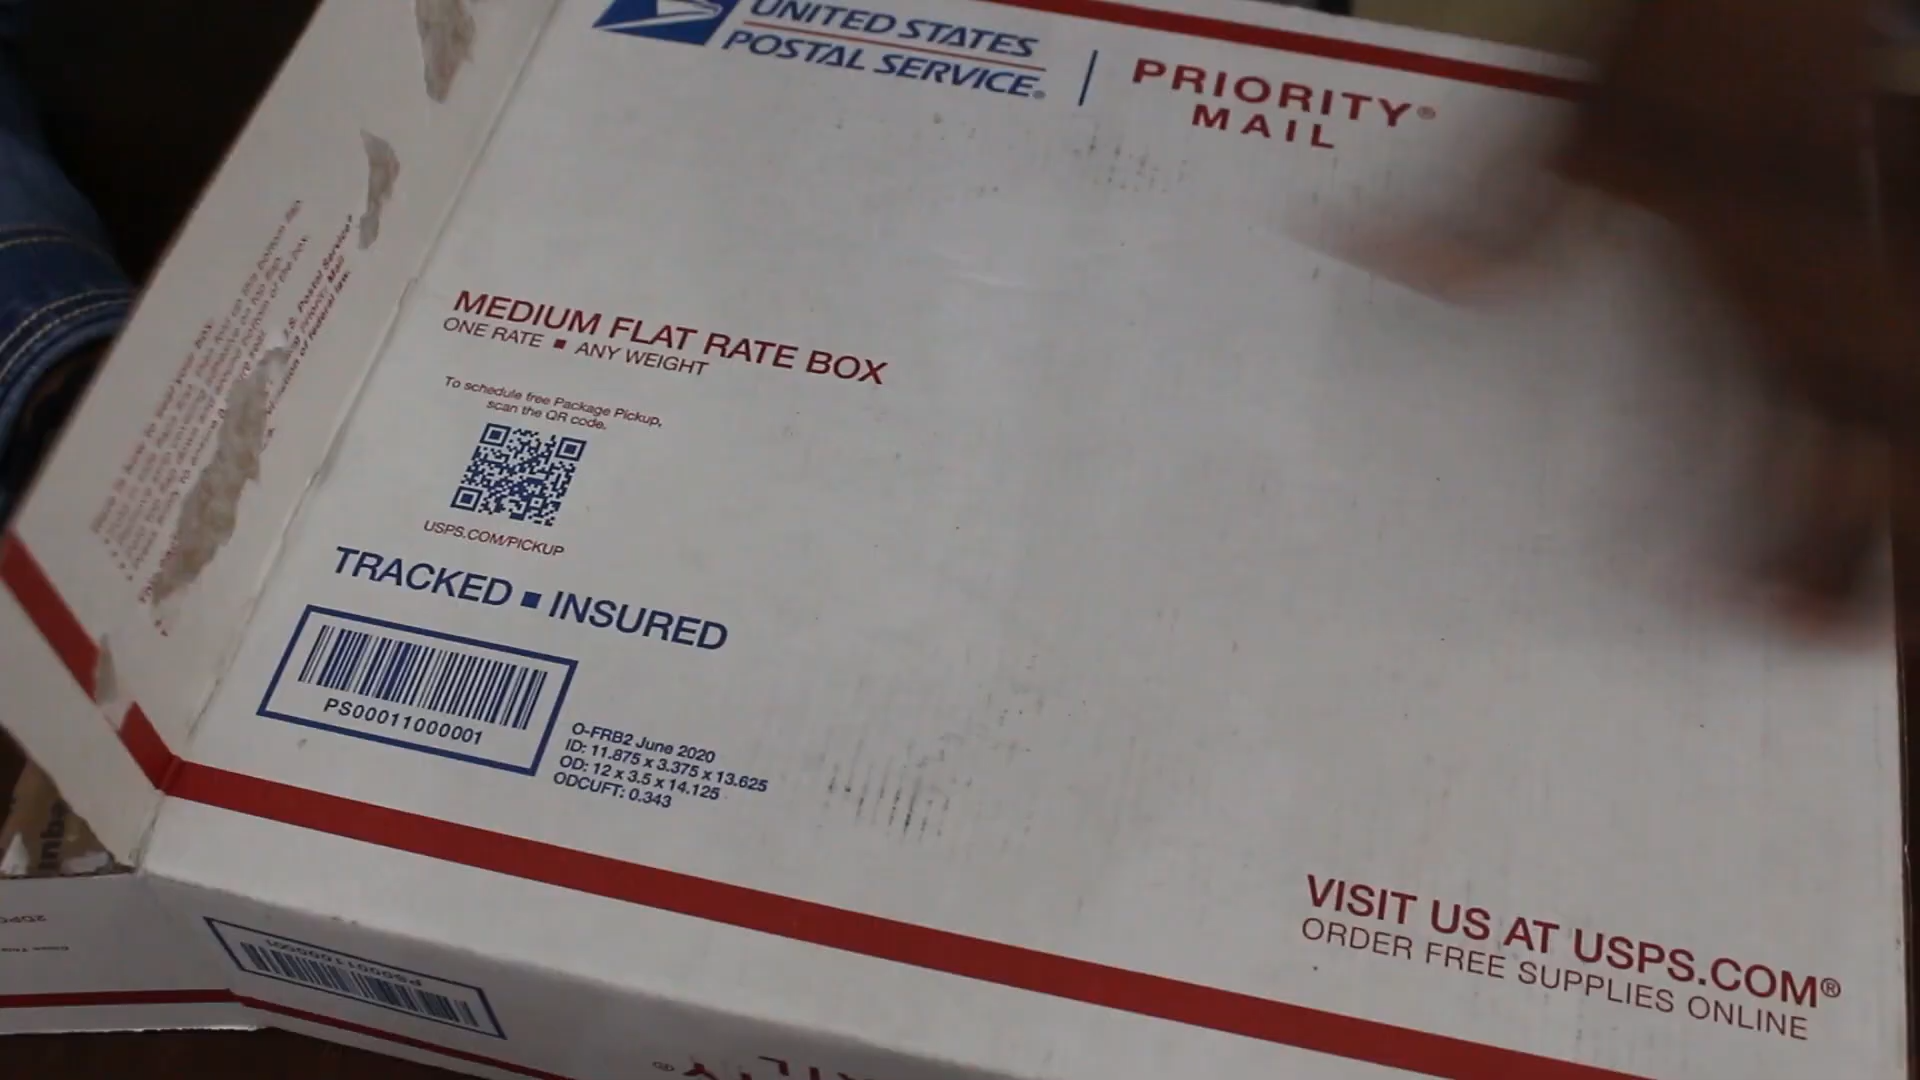 UNITED STATES
POSTAL SERVICE®
PRIORITY®
MAIL
MEDIUM FLAT RATE BOX
ONE RATE ■ ANY WEIGHT
To schedule free Package Pickup,
scan the QR code.
USPS.COM/PICKUP
TRACKED ■ INSURED
PS00011000001
O-FRB2 June 2020
ID: 11.875 x 3.375 x 13.625
OD: 12 x 3.5 x 14.125
ODCUFT: 0.343
VISIT US AT USPS.COM®
ORDER FREE SUPPLIES ONLINE
PS00011000001